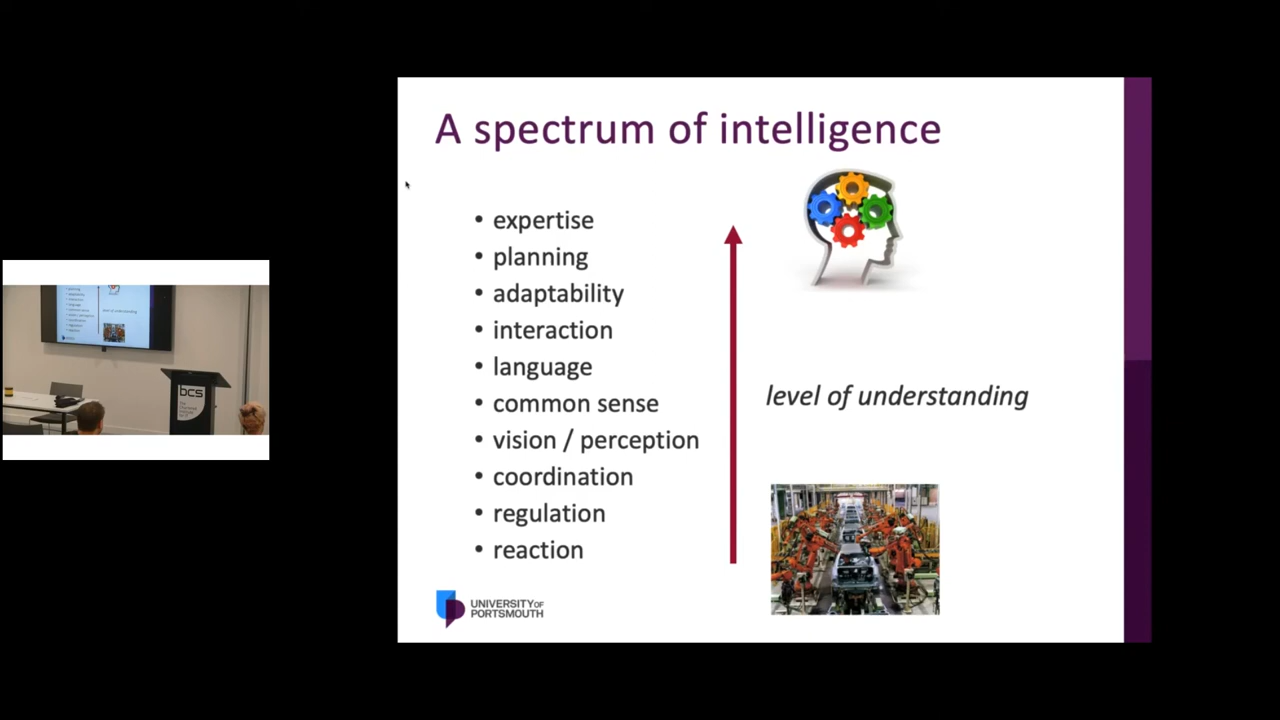 A spectrum of intelligence
• expertise
• planning
• adaptability
• interaction
• language
• common sense
• vision / perception
• coordination
• regulation
• reaction
level of understanding
UNIVERSITY OF
PORTSMOUTH
bcs